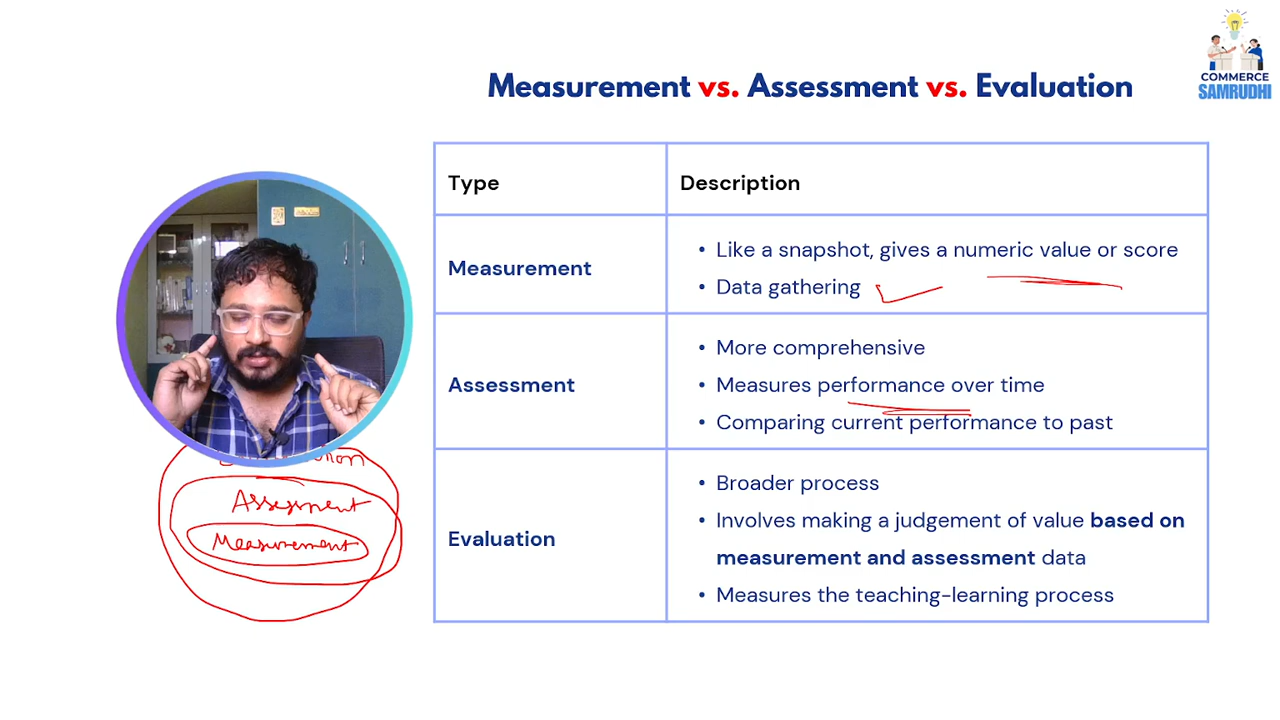 COMMERCE
SAMRUDHI
Measurement vs. Assessment vs. Evaluation
Type
Description
Measurement
• Like a snapshot, gives a numeric value or score
• Data gathering
Assessment
• More comprehensive
• Measures performance over time
• Comparing current performance to past
Evaluation
• Broader process
• Involves making a judgement of value based on
measurement and assessment data
• Measures the teaching-learning process
Assessment
Measurement